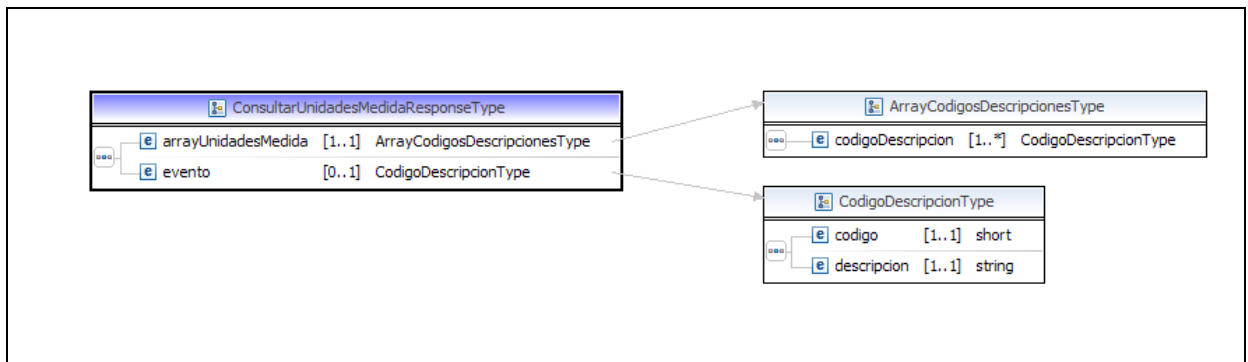 ConsultarUnidadesMedidaResponseType
e arrayUnidadesMedida [1..1] ArrayCodigosDescripcionesType
e evento [0..1] CodigoDescripcionType
ArrayCodigosDescripcionesType
e codigoDescripcion [1..*] CodigoDescripcionType
CodigoDescripcionType
e codigo [1..1] short
e descripcion [1..1] string